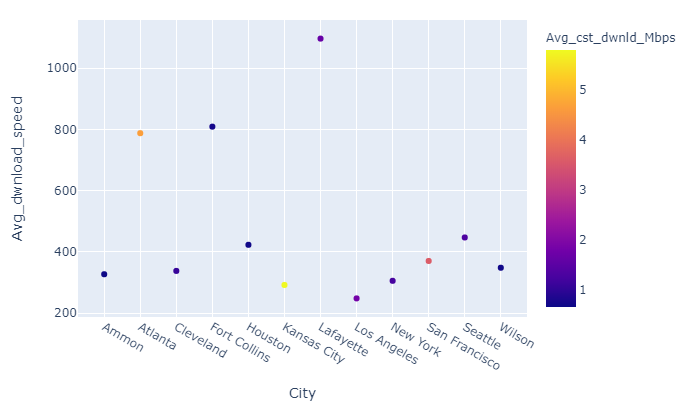 Avg_cst_dwnld_Mbps
Avg_dwnload_speed
1000
800
600
400
200
5
4
3
2
1
Ammon
Atlanta
Cleveland
Fort Collins
Houston
Kansas City
Lafayette
Los Angeles
New York
San Francisco
Seattle
Wilson
City